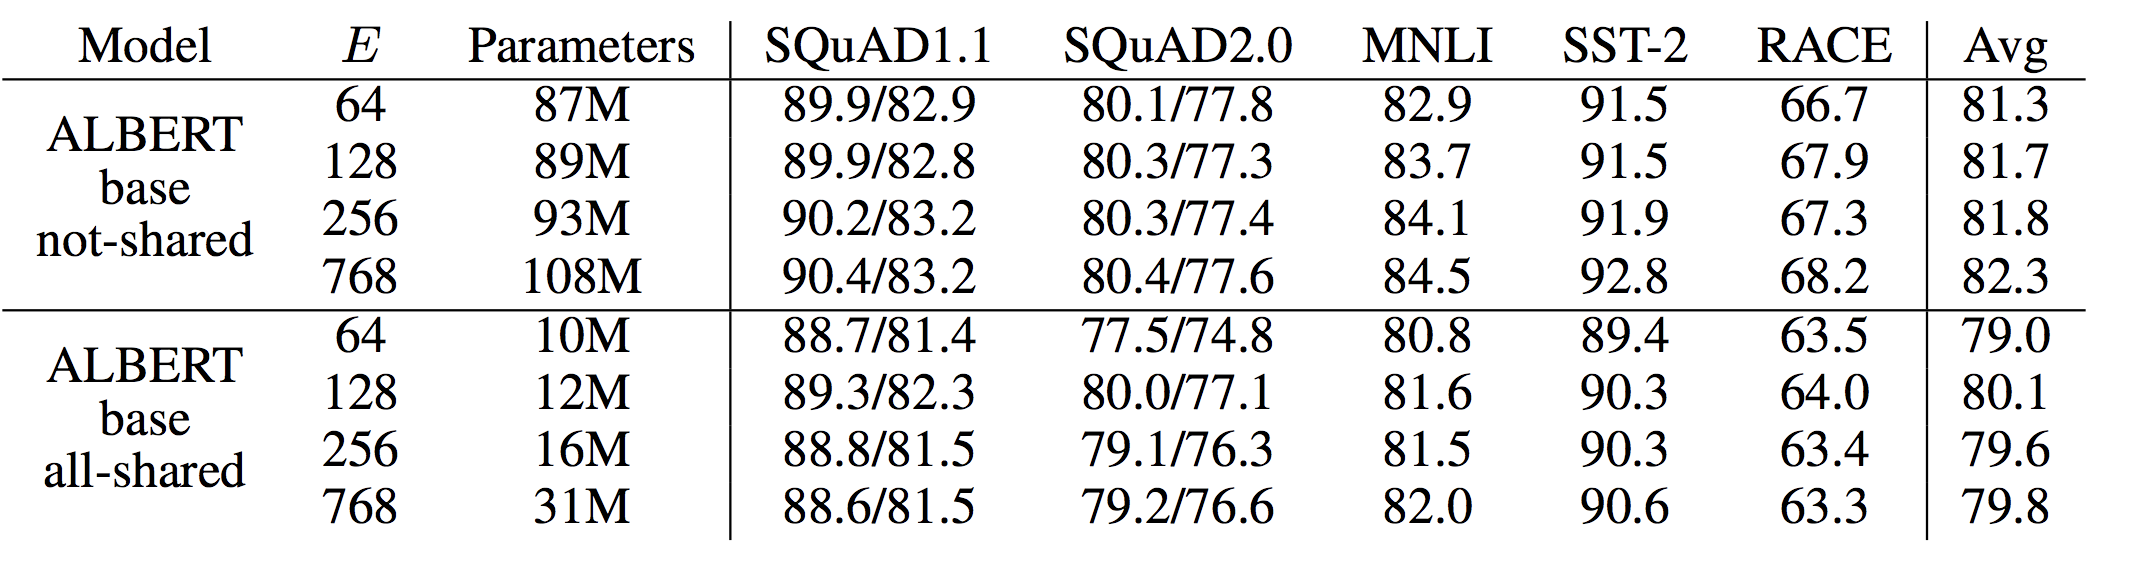 Model E Parameters SQuAD1.1 SQuAD2.0 MNLI SST-2 RACE Avg
ALBERT
base
not-shared
64 87M 89.9/82.9 80.1/77.8 82.9 91.5 66.7 81.3
128 89M 89.9/82.8 80.3/77.3 83.7 91.5 67.9 81.7
256 93M 90.2/83.2 80.3/77.4 84.1 91.9 67.3 81.8
768 108M 90.4/83.2 80.4/77.6 84.5 92.8 68.2 82.3
ALBERT
base
all-shared
64 10M 88.7/81.4 77.5/74.8 80.8 89.4 63.5 79.0
128 12M 89.3/82.3 80.0/77.1 81.6 90.3 64.0 80.1
256 16M 88.8/81.5 79.1/76.3 81.5 90.3 63.4 79.6
768 31M 88.6/81.5 79.2/76.6 82.0 90.6 63.3 79.8